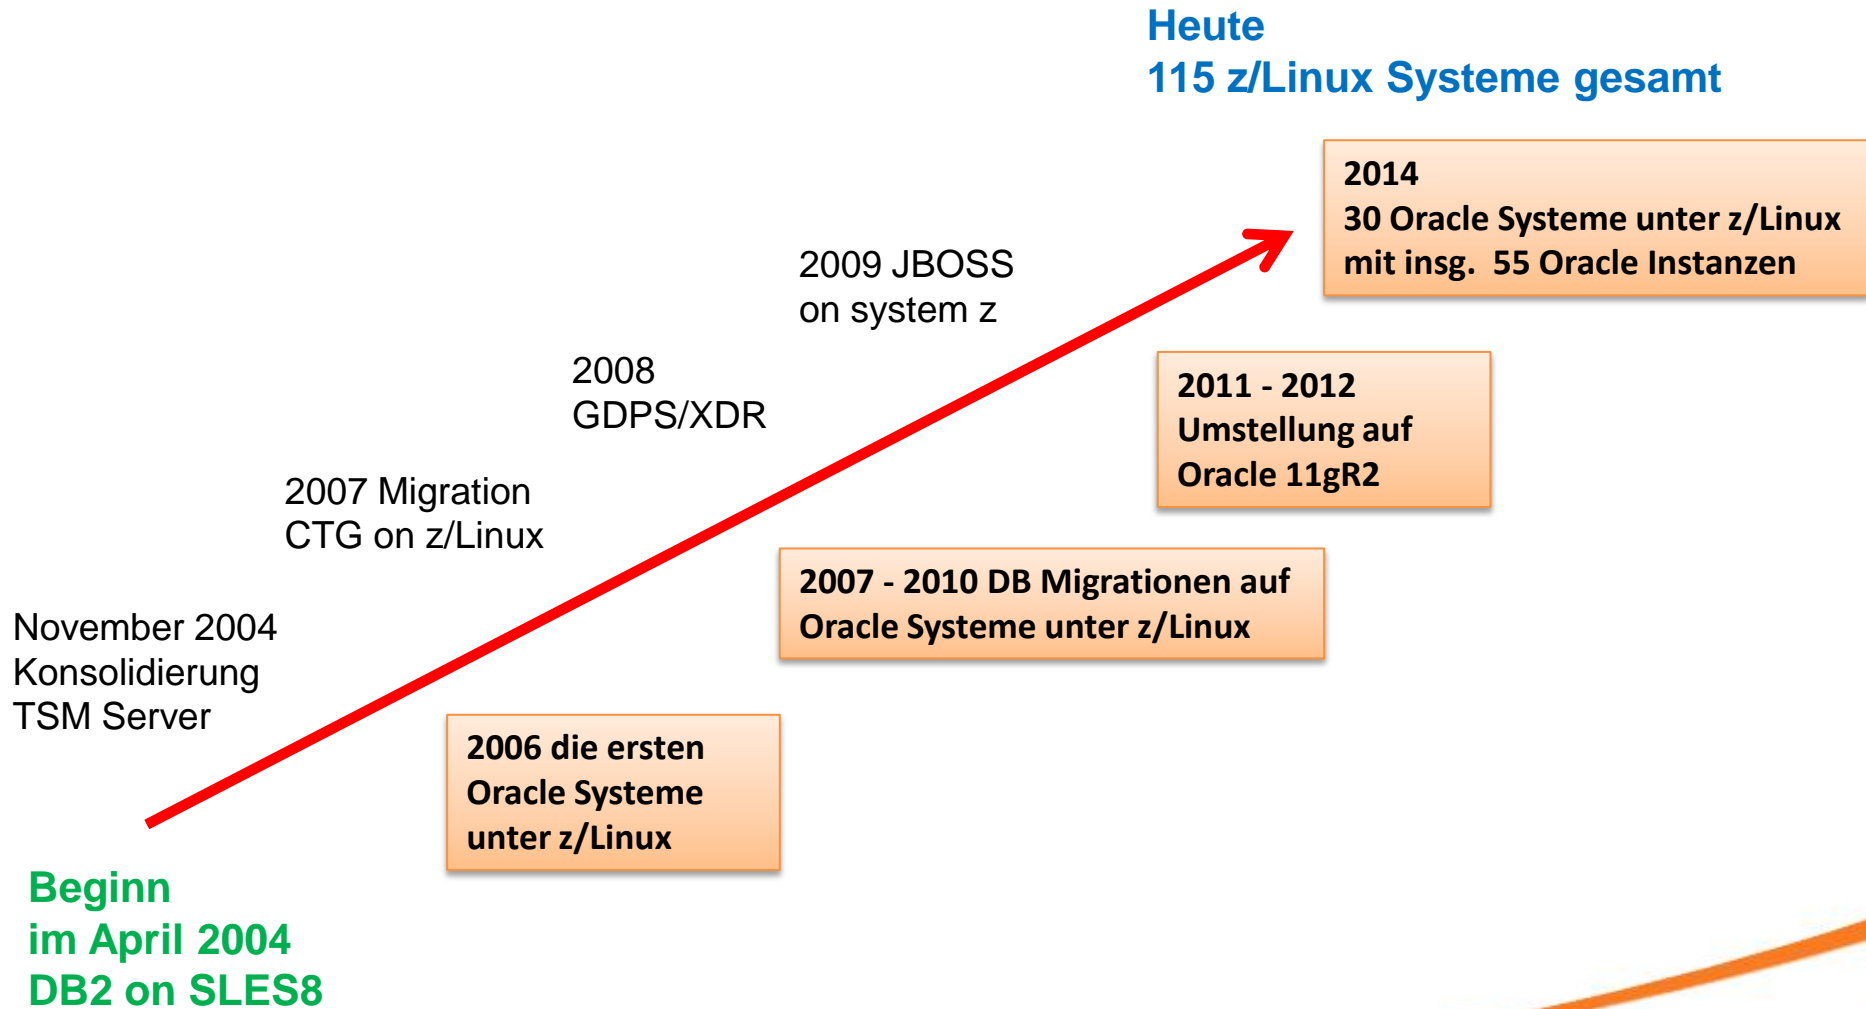 Heute
115 z/Linux Systeme gesamt
2014
30 Oracle Systeme unter z/Linux
mit insg. 55 Oracle Instanzen
2009 JBOSS
on system z
2008
GDPS/XDR
2011 - 2012
Umstellung auf
Oracle 11gR2
2007 Migration
CTG on z/Linux
2007 - 2010 DB Migrationen auf
Oracle Systeme unter z/Linux
November 2004
Konsolidierung
TSM Server
2006 die ersten
Oracle Systeme
unter z/Linux
Beginn
im April 2004
DB2 on SLES8